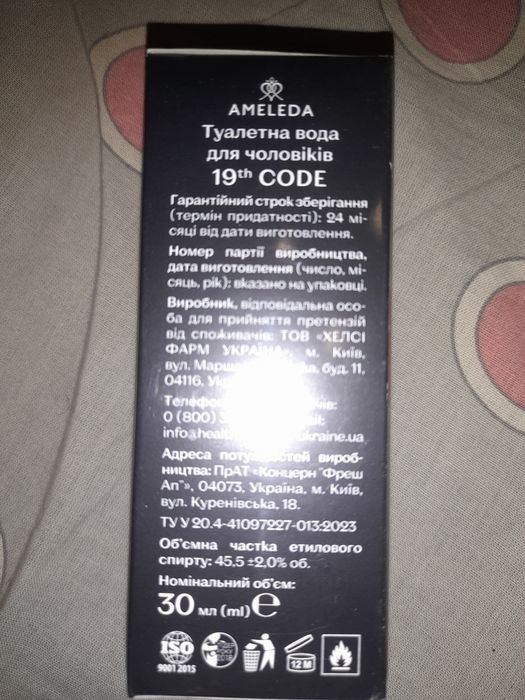 AMELEDA
Туалетна вода
для чоловіків
19th CODE
Гарантійний строк зберігання
(термін придатності): 24 мі-
сяці від дати виготовлення.
Номер партії виробництва,
дата виготовлення (число, мі-
сяць, рік): вказано на упаковці.
Виробник, відповідальна осо-
ба для прийняття претензій
від споживачів: ТОВ «ХЕЛСІ
ФАРМ УКРАЇНА», м. Київ,
вул. буд. 11,
04116,
0 (800)
info@
ukraine.ua
Адреса потужностей вироб-
ництва: ПрАТ «Концерн "Фреш
Ап"», 04073, Україна, м. Київ,
вул. Куренівська, 18.
ТУ У 20.4-41097227-013:2023
Об'ємна частка етилового
спирту: 45.5 ±2.0% об.
Номінальний об'єм:
30 мл (ml) ℮
ISO
9001 2015
12 M